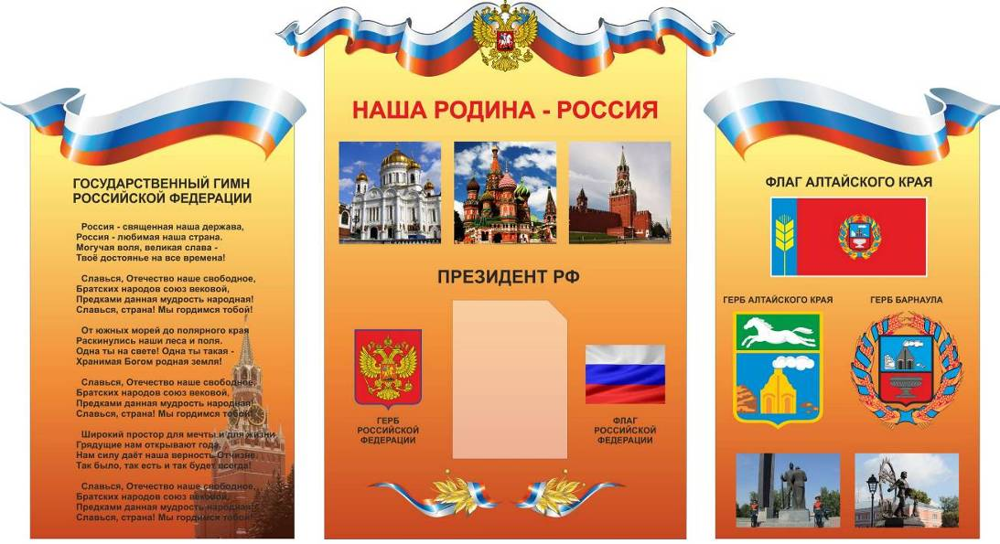 ГОСУДАРСТВЕННЫЙ ГИМН
РОССИЙСКОЙ ФЕДЕРАЦИИ
Россия - священная наша держава,
Россия - любимая наша страна.
Могучая воля, великая слава -
Твоё достоянье на все времена!
Славься, Отечество наше свободное,
Братских народов союз вековой,
Предками данная мудрость народная!
Славься, страна! Мы гордимся тобой!
От южных морей до полярного края
Раскинулись наши леса и поля.
Одна ты на свете! Одна ты такая -
Хранимая Богом родная земля!
Славься, Отечество наше свободное,
Братских народов союз вековой,
Предками данная мудрость народная!
Славься, страна! Мы гордимся тобой!
Широкий простор для мечты и для жизни
Грядущие нам открывают года.
Нам силу даёт наша верность Отчизне.
Так было, так есть и так будет всегда!
Славься, Отечество наше свободное,
Братских народов союз вековой,
Предками данная мудрость народная!
Славься, страна! Мы гордимся тобой!
НАША РОДИНА - РОССИЯ
ПРЕЗИДЕНТ РФ
ГЕРБ
РОССИЙСКОЙ
ФЕДЕРАЦИИ
ФЛАГ
РОССИЙСКОЙ
ФЕДЕРАЦИИ
ФЛАГ АЛТАЙСКОГО КРАЯ
ГЕРБ АЛТАЙСКОГО КРАЯ
ГЕРБ БАРНАУЛА